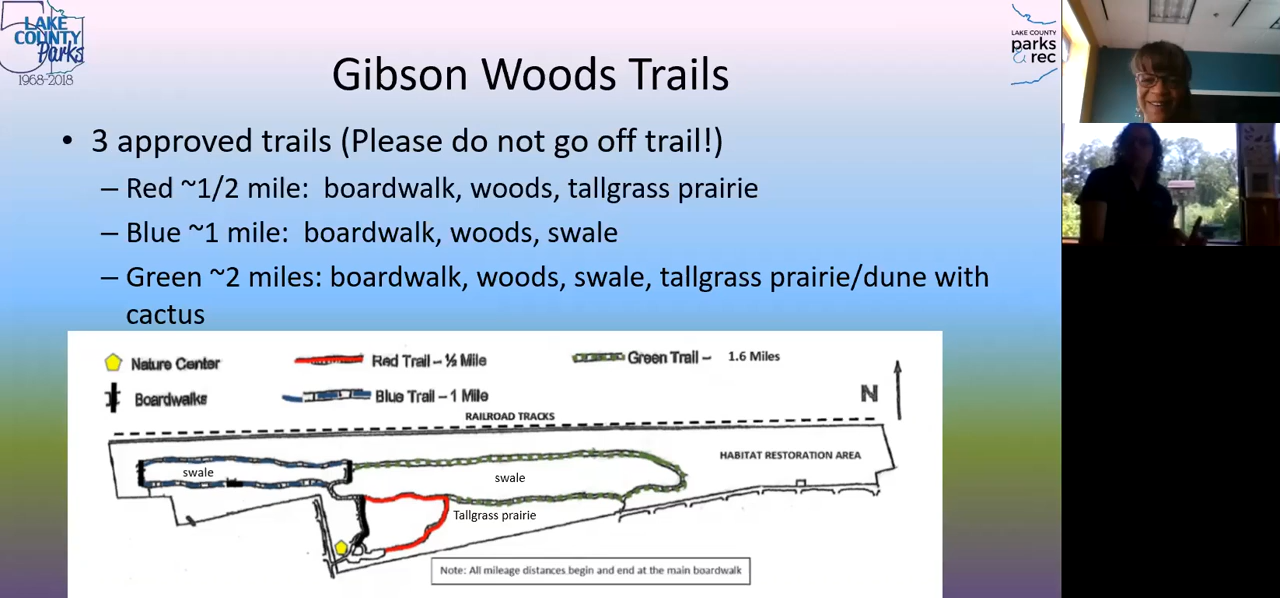 LAKE
COUNTY
Parks
1968-2018
LAKE COUNTY
parks
& rec
Gibson Woods Trails
• 3 approved trails (Please do not go off trail!)
– Red ~1/2 mile: boardwalk, woods, tallgrass prairie
– Blue ~1 mile: boardwalk, woods, swale
– Green ~2 miles: boardwalk, woods, swale, tallgrass prairie/dune with
cactus
Nature Center
Red Trail – ½ Mile
Green Trail – 1.6 Miles
Boardwalks
Blue Trail – 1 Mile
N
RAILROAD TRACKS
HABITAT RESTORATION AREA
swale
swale
Tallgrass prairie
Note: All mileage distances begin and end at the main boardwalk